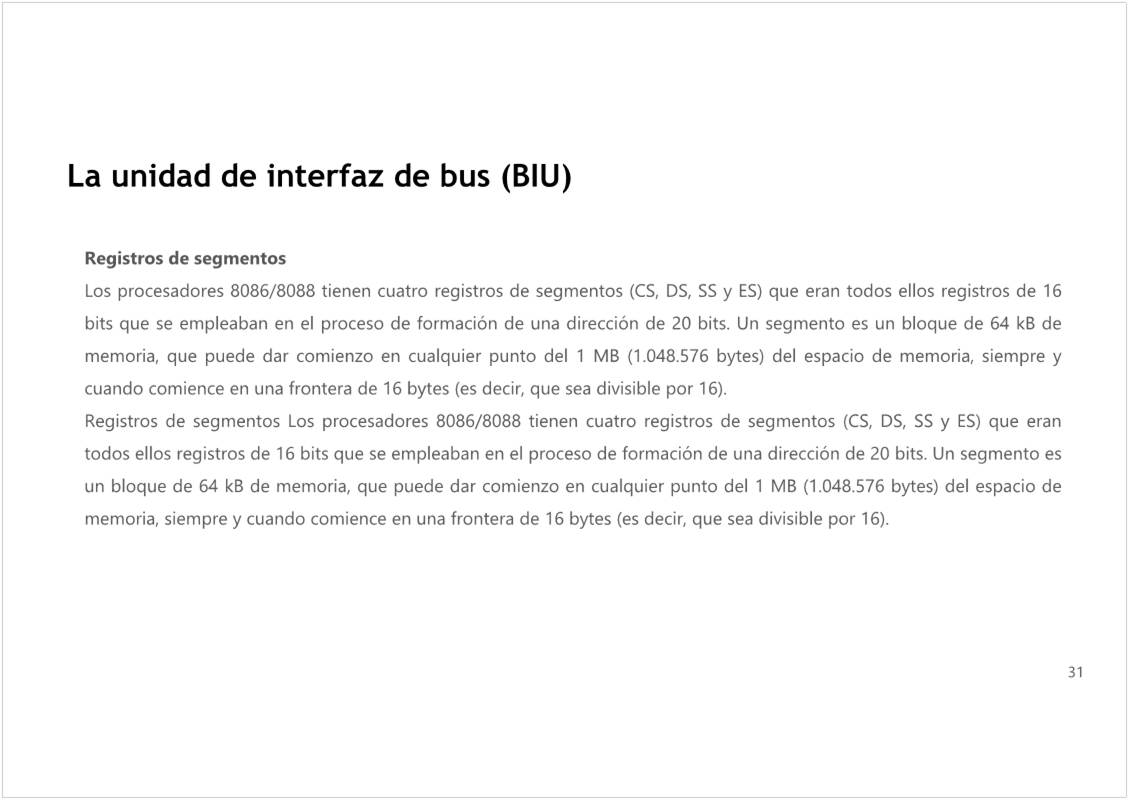 La unidad de interfaz de bus (BIU)
Registros de segmentos
Los procesadores 8086/8088 tienen cuatro registros de segmentos (CS, DS, SS y ES) que eran todos ellos registros de 16
bits que se empleaban en el proceso de formación de una dirección de 20 bits. Un segmento es un bloque de 64 kB de
memoria, que puede dar comienzo en cualquier punto del 1 MB (1.048.576 bytes) del espacio de memoria, siempre y
cuando comience en una frontera de 16 bytes (es decir, que sea divisible por 16).
Registros de segmentos Los procesadores 8086/8088 tienen cuatro registros de segmentos (CS, DS, SS y ES) que eran
todos ellos registros de 16 bits que se empleaban en el proceso de formación de una dirección de 20 bits. Un segmento es
un bloque de 64 kB de memoria, que puede dar comienzo en cualquier punto del 1 MB (1.048.576 bytes) del espacio de
memoria, siempre y cuando comience en una frontera de 16 bytes (es decir, que sea divisible por 16).
31